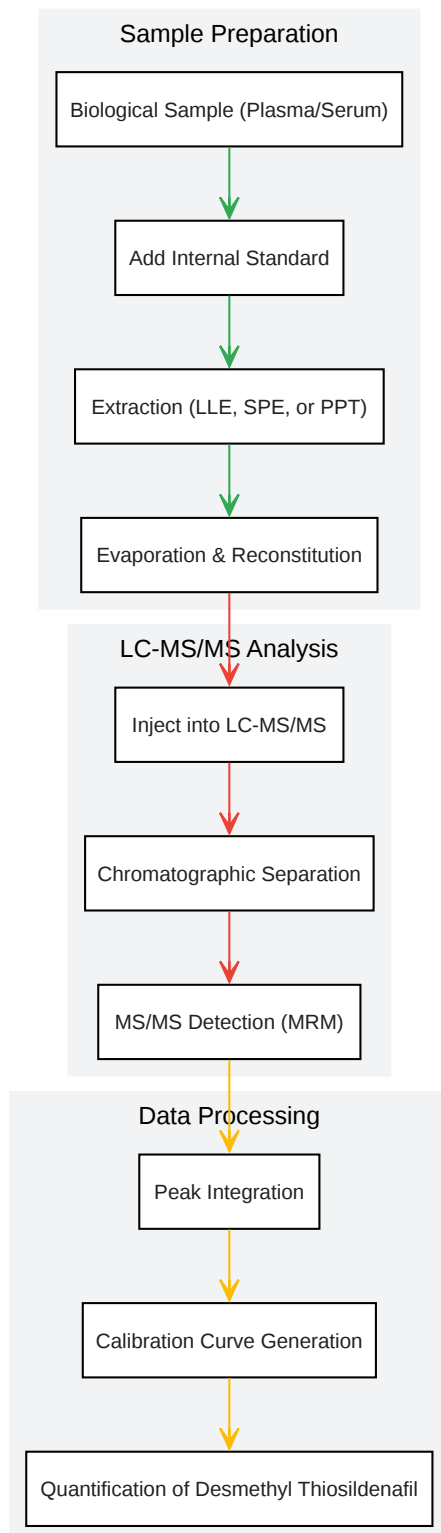 Sample Preparation
Biological Sample (Plasma/Serum)
Add Internal Standard
Extraction (LLE, SPE, or PPT)
Evaporation & Reconstitution
LC-MS/MS Analysis
Inject into LC-MS/MS
Chromatographic Separation
MS/MS Detection (MRM)
Data Processing
Peak Integration
Calibration Curve Generation
Quantification of Desmethyl Thiosildenafil